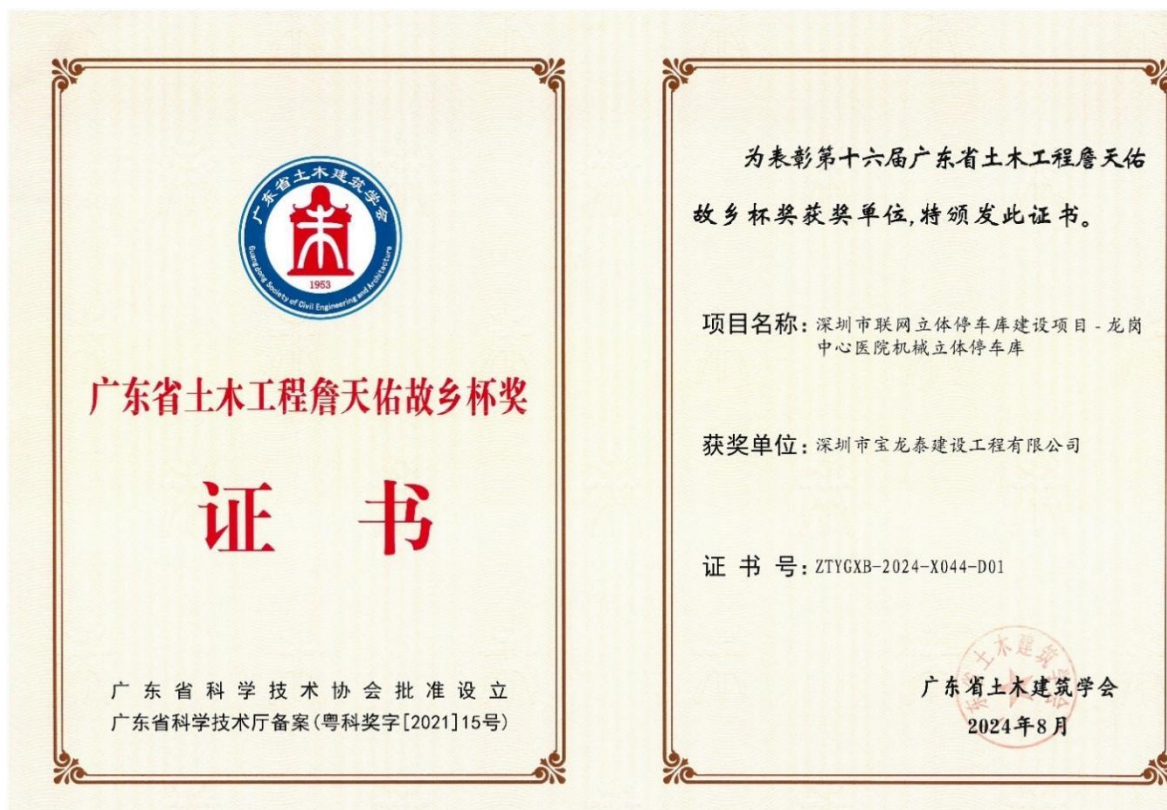 广东省土木建筑学会
1953
Guangdong Society of Civil Engineering and Architecture
广东省土木工程詹天佑故乡杯奖
证 书
广东省科学技术协会批准设立
广东省科学技术厅备案(粤科奖字[2021]15号)
为表彰第十六届广东省土木工程詹天佑
故乡杯奖获奖单位,特颁发此证书。
项目名称: 深圳市联网立体停车库建设项目 - 龙岗
中心医院机械立体停车库
获奖单位: 深圳市宝龙泰建设工程有限公司
证 书 号: ZTYGXB-2024-X044-D01
广东省土木建筑学会
2024年8月